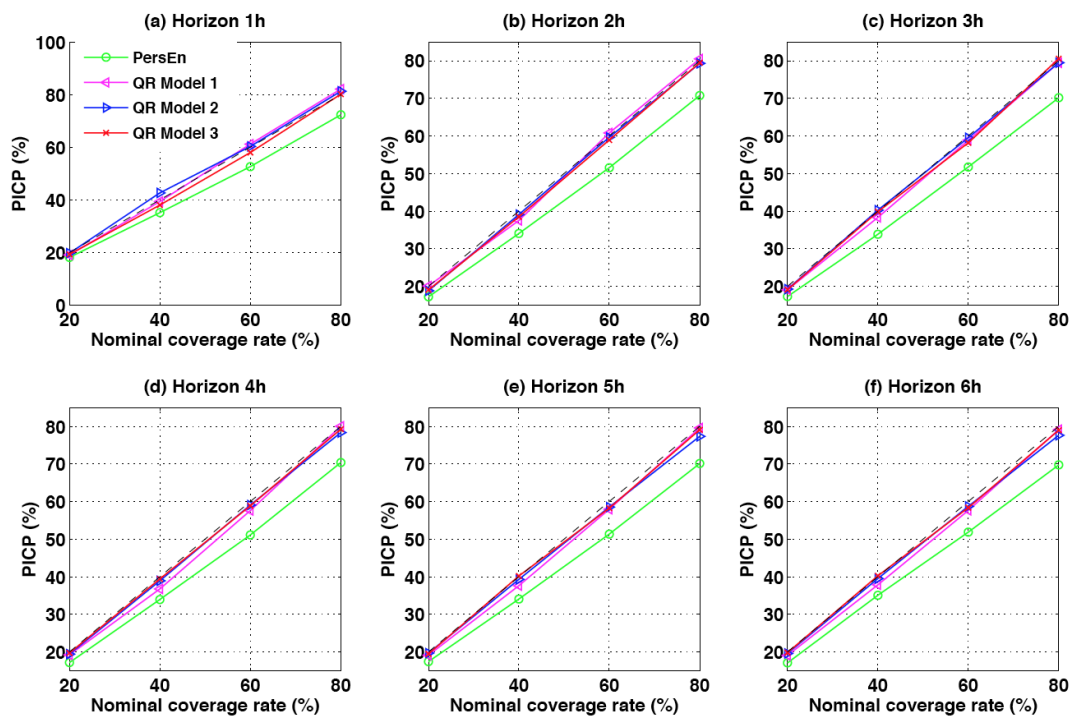 (a) Horizon 1h
PICP (%)
100
80
60
40
20
0
PersEn
QR Model 1
QR Model 2
QR Model 3
20 40 60 80
Nominal coverage rate (%)
(b) Horizon 2h
PICP (%)
80
70
60
50
40
30
20
20 40 60 80
Nominal coverage rate (%)
(c) Horizon 3h
PICP (%)
80
70
60
50
40
30
20
20 40 60 80
Nominal coverage rate (%)
(d) Horizon 4h
PICP (%)
80
70
60
50
40
30
20
20 40 60 80
Nominal coverage rate (%)
(e) Horizon 5h
PICP (%)
80
70
60
50
40
30
20
20 40 60 80
Nominal coverage rate (%)
(f) Horizon 6h
PICP (%)
80
70
60
50
40
30
20
20 40 60 80
Nominal coverage rate (%)